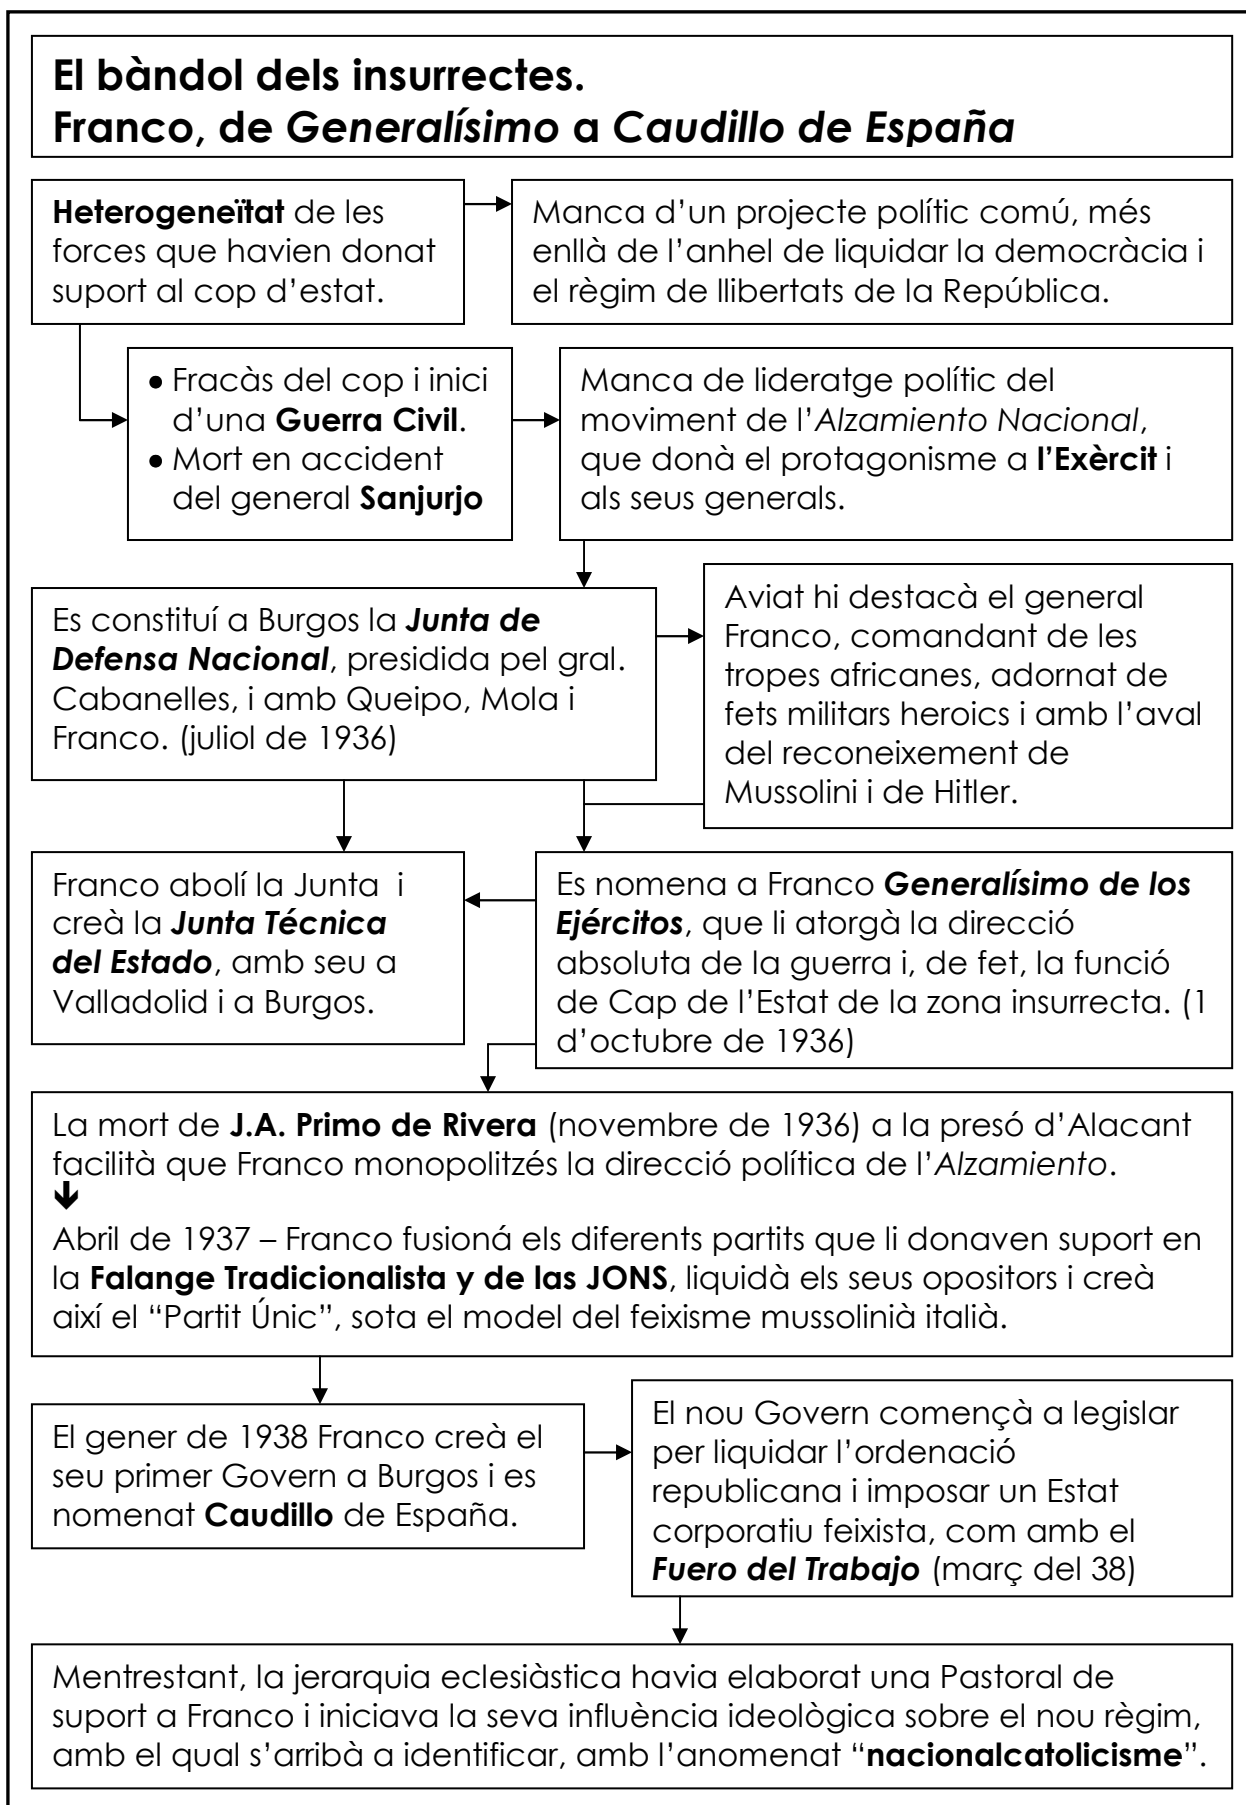 El bàndol dels insurrectes.
Franco, de Generalísimo a Caudillo de España
Heterogeneïtat de les
forces que havien donat
suport al cop d’estat.
Manca d’un projecte polític comú, més
enllà de l’anhel de liquidar la democràcia i
el règim de llibertats de la República.
• Fracàs del cop i inici
d’una Guerra Civil.
• Mort en accident
del general Sanjurjo
Manca de lideratge polític del
moviment de l’Alzamiento Nacional,
que donà el protagonisme a l’Exèrcit i
als seus generals.
Es constituí a Burgos la Junta de
Defensa Nacional, presidida pel gral.
Cabanelles, i amb Queipo, Mola i
Franco. (juliol de 1936)
Aviat hi destacà el general
Franco, comandant de les
tropes africanes, adornat de
fets militars heroics i amb l’aval
del reconeixement de
Mussolini i de Hitler.
Franco abolí la Junta i
creà la Junta Técnica
del Estado, amb seu a
Valladolid i a Burgos.
Es nomena a Franco Generalísimo de los
Ejércitos, que li atorgà la direcció
absoluta de la guerra i, de fet, la funció
de Cap de l’Estat de la zona insurrecta. (1
d’octubre de 1936)
La mort de J.A. Primo de Rivera (novembre de 1936) a la presó d’Alacant
facilità que Franco monopolitzés la direcció política de l’Alzamiento.
🡻
Abril de 1937 – Franco fusioná els diferents partits que li donaven suport en
la Falange Tradicionalista y de las JONS, liquidà els seus opositors i creà
així el “Partit Únic”, sota el model del feixisme mussolinià italià.
El gener de 1938 Franco creà el
seu primer Govern a Burgos i es
nomenat Caudillo de España.
El nou Govern començà a legislar
per liquidar l’ordenació
republicana i imposar un Estat
corporatiu feixista, com amb el
Fuero del Trabajo (març del 38)
Mentrestant, la jerarquia eclesiàstica havia elaborat una Pastoral de
suport a Franco i iniciava la seva influència ideològica sobre el nou règim,
amb el qual s’arribà a identificar, amb l’anomenat “nacionalcatolicisme”.